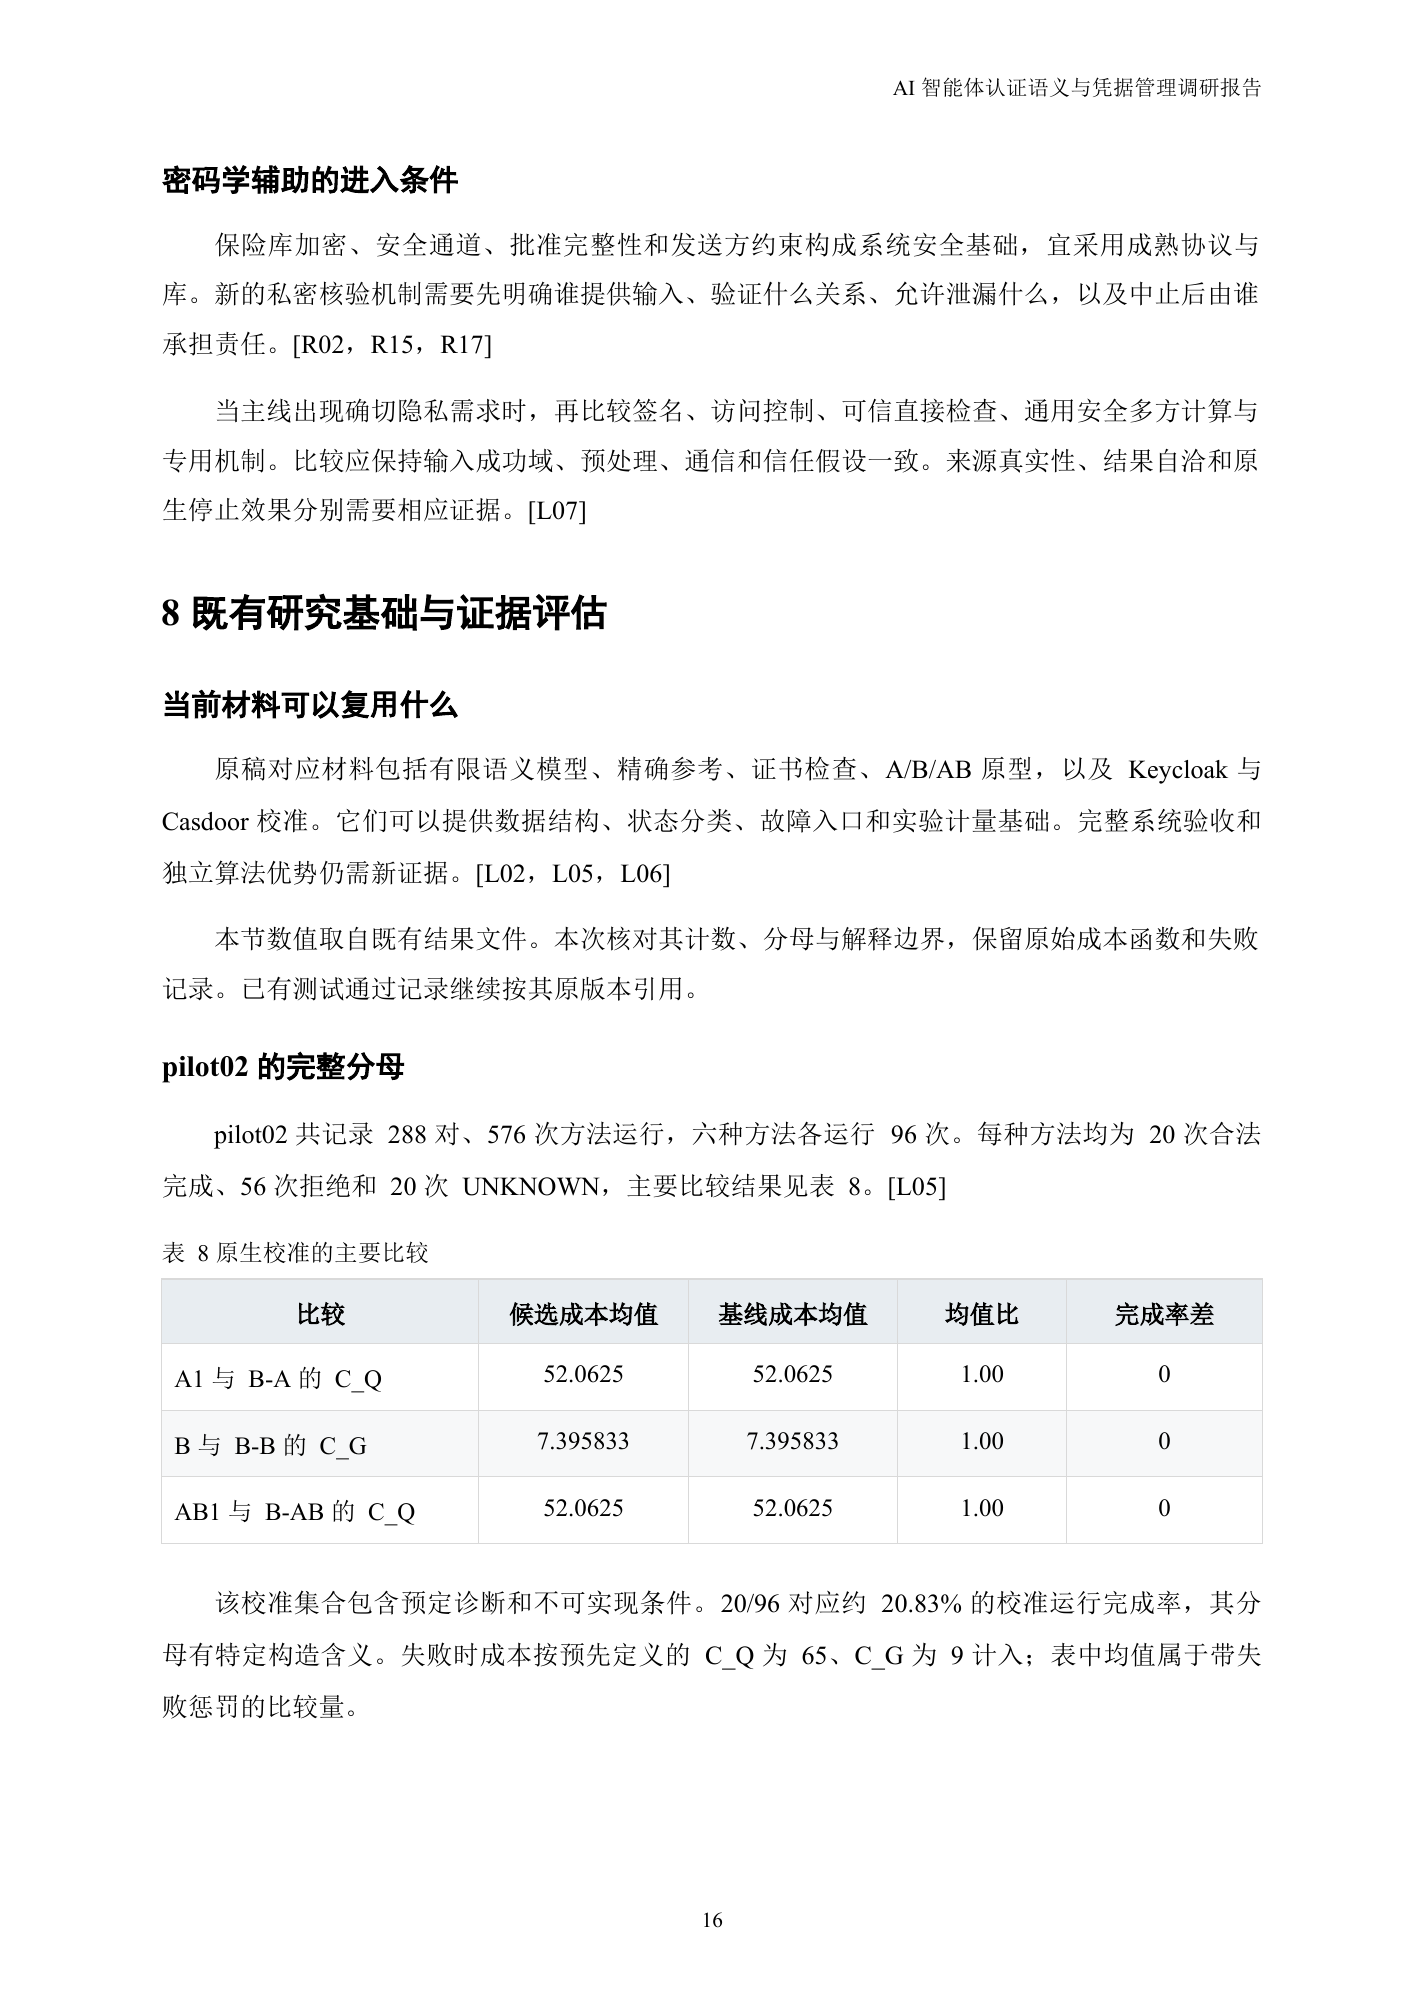 AI 智能体认证语义与凭据管理调研报告
密码学辅助的进入条件
保险库加密、安全通道、批准完整性和发送方约束构成系统安全基础，宜采用成熟协议与
库。新的私密核验机制需要先明确谁提供输入、验证什么关系、允许泄漏什么，以及中止后由谁
承担责任。[R02，R15，R17]
当主线出现确切隐私需求时，再比较签名、访问控制、可信直接检查、通用安全多方计算与
专用机制。比较应保持输入成功域、预处理、通信和信任假设一致。来源真实性、结果自洽和原
生停止效果分别需要相应证据。[L07]
8 既有研究基础与证据评估
当前材料可以复用什么
原稿对应材料包括有限语义模型、精确参考、证书检查、A/B/AB 原型，以及 Keycloak 与
Casdoor 校准。它们可以提供数据结构、状态分类、故障入口和实验计量基础。完整系统验收和
独立算法优势仍需新证据。[L02，L05，L06]
本节数值取自既有结果文件。本次核对其计数、分母与解释边界，保留原始成本函数和失败
记录。已有测试通过记录继续按其原版本引用。
pilot02 的完整分母
pilot02 共记录 288 对、576 次方法运行，六种方法各运行 96 次。每种方法均为 20 次合法
完成、56 次拒绝和 20 次 UNKNOWN，主要比较结果见表 8。[L05]
表 8 原生校准的主要比较
比较 候选成本均值 基线成本均值 均值比 完成率差
A1 与 B-A 的 C_Q 52.0625 52.0625 1.00 0
B 与 B-B 的 C_G 7.395833 7.395833 1.00 0
AB1 与 B-AB 的 C_Q 52.0625 52.0625 1.00 0
该校准集合包含预定诊断和不可实现条件。20/96 对应约 20.83% 的校准运行完成率，其分
母有特定构造含义。失败时成本按预先定义的 C_Q 为 65、C_G 为 9 计入；表中均值属于带失
败惩罚的比较量。
16